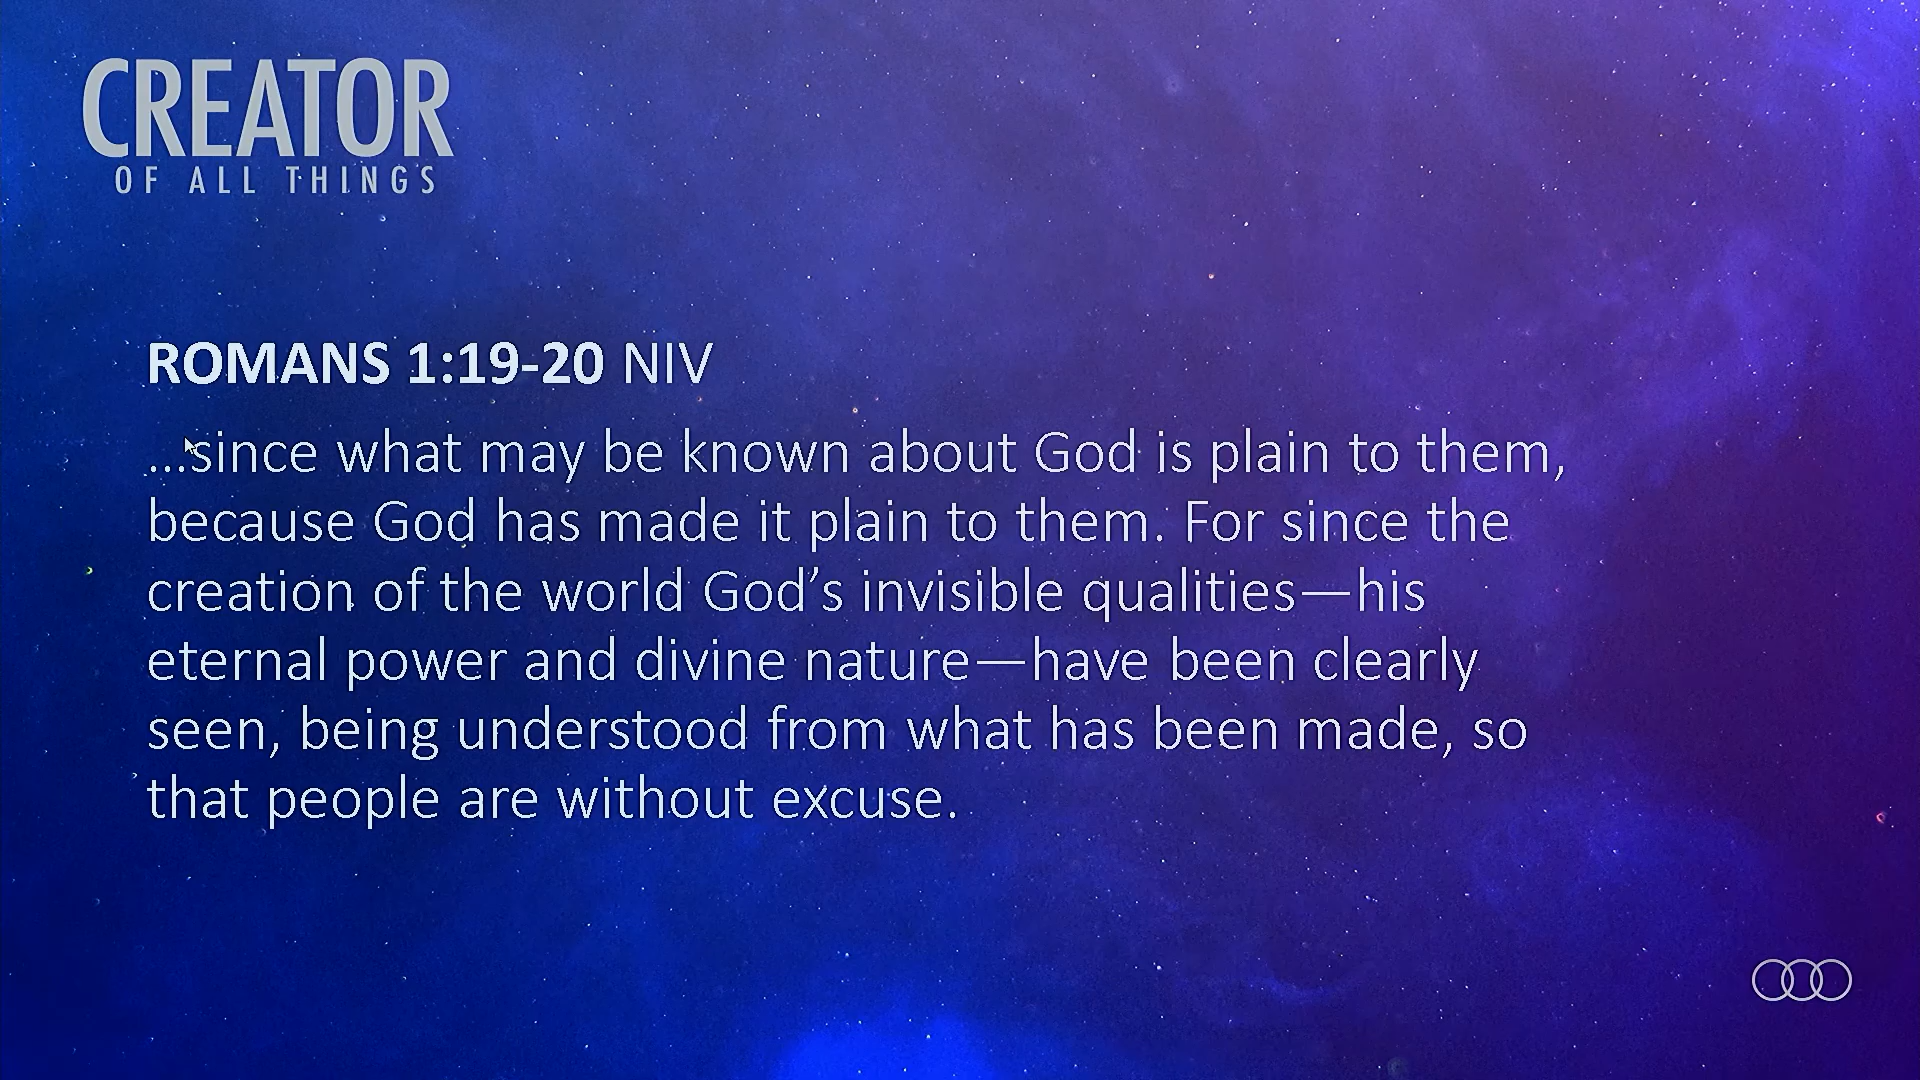 CREATOR
OF ALL THINGS
ROMANS 1:19-20 NIV
...since what may be known about God is plain to them,
because God has made it plain to them. For since the
creation of the world God’s invisible qualities—his
eternal power and divine nature—have been clearly
seen, being understood from what has been made, so
that people are without excuse.